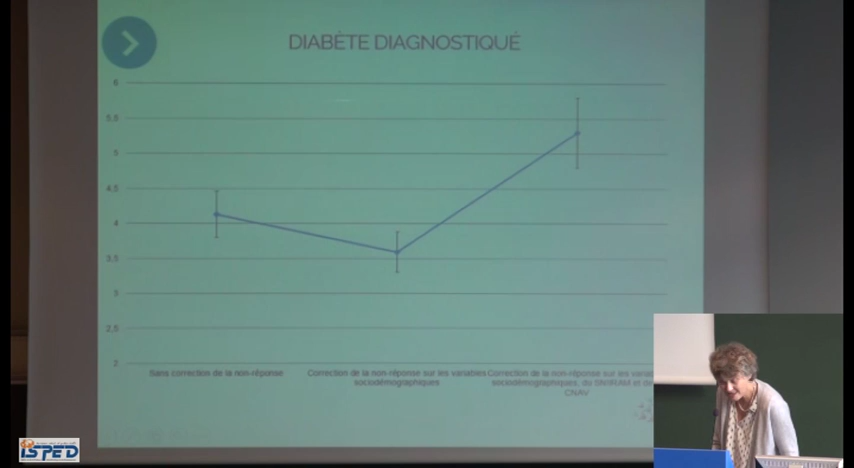 DIABÈTE DIAGNOSTIQUÉ
6
5,5
5
4,5
4
3,5
3
2,5
2
Sans correction de la non-réponse
Correction de la non-réponse sur les variables
sociodémographiques
Correction de la non-réponse sur les
sociodémographiques, du SNIIRAM et de
CNAV
ISPED